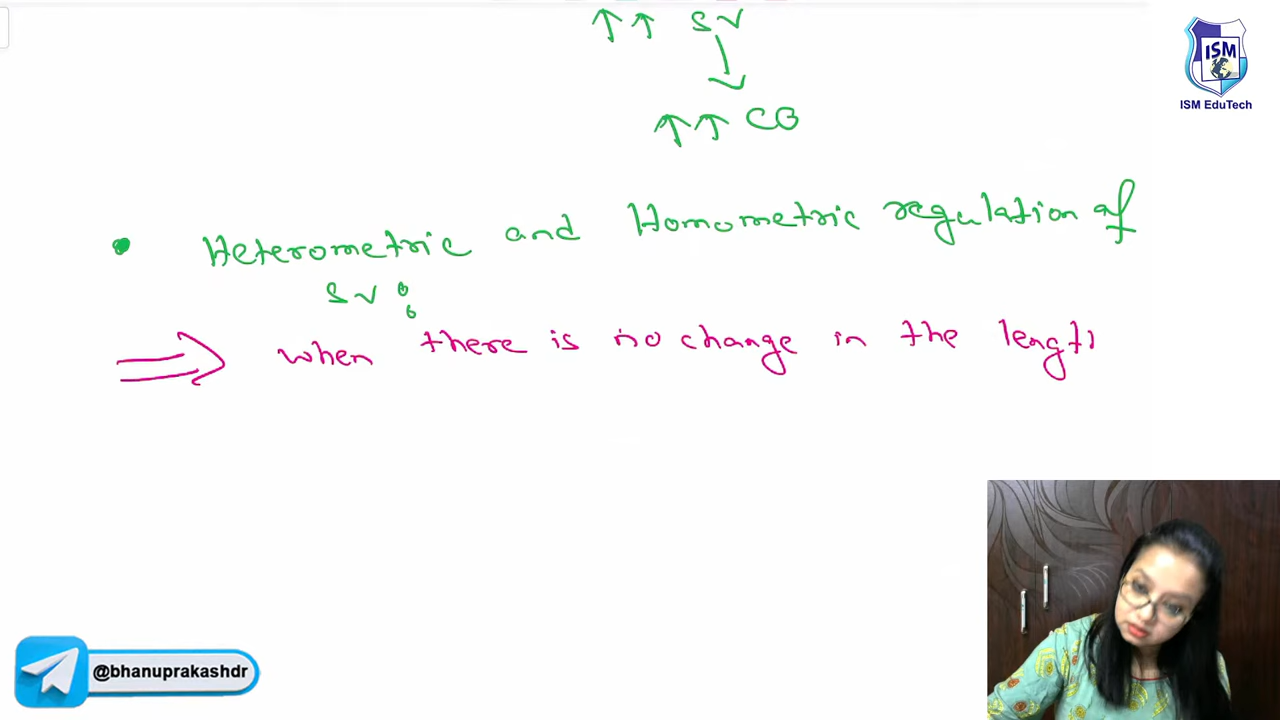 ↑↑ SV
↑↑ CO
ISM
ISM EduTech
• Heterometric and Homometric regulation of
SV :
⇒ when there is no change in the lengt
@bhanuprakashdr